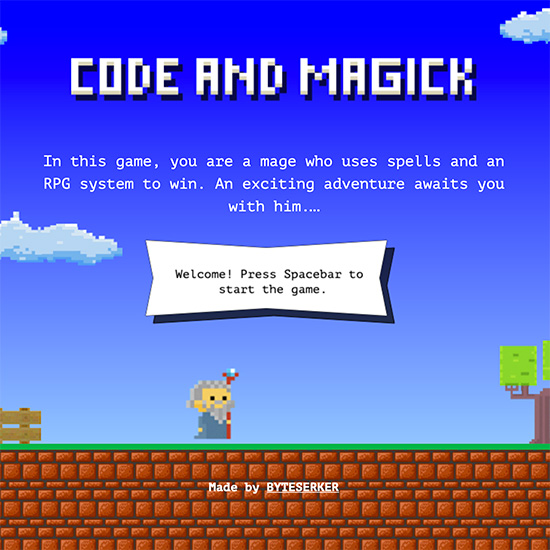 CODE AND MAGICK
In this game, you are a mage who uses spells and an
RPG system to win. An exciting adventure awaits you
with him.…
Welcome! Press Spacebar to
start the game.
Made by BYTESERKER